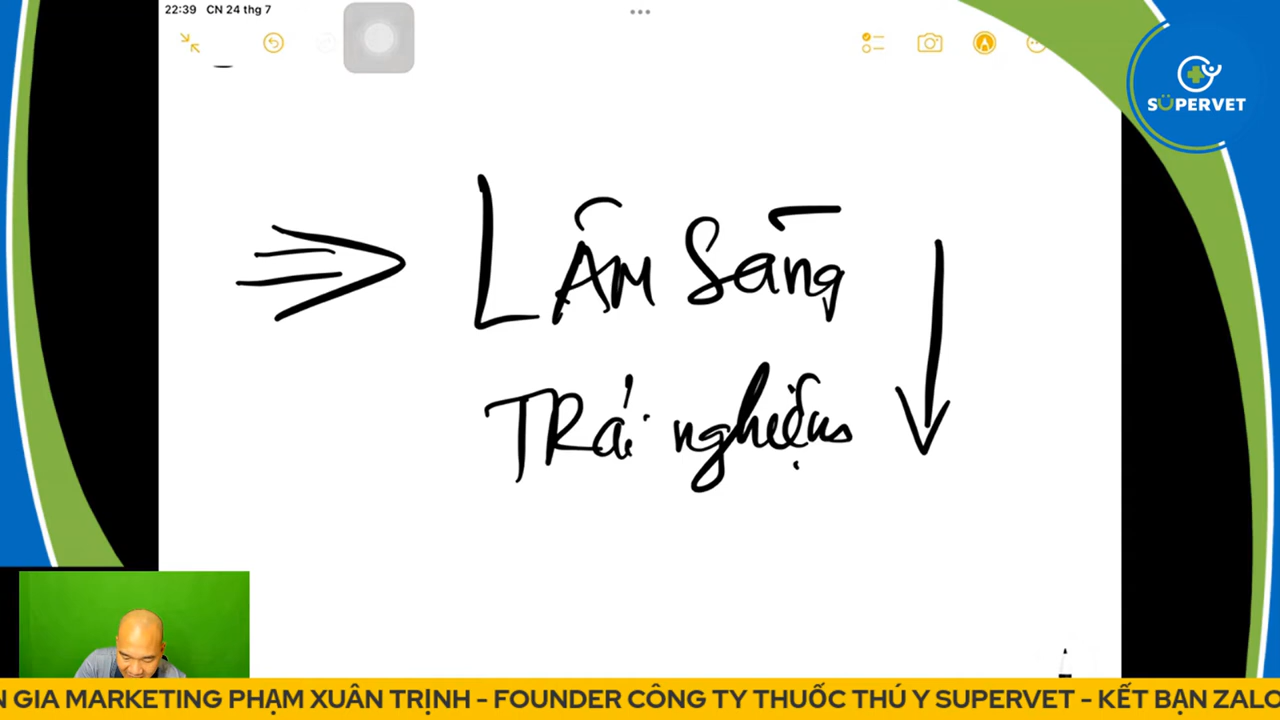 22:39 CN 24 thg 7
SÜPERVET
LÂM Sàng
TRải nghiệm
N GIA MARKETING PHẠM XUÂN TRỊNH – FOUNDER CÔNG TY THUỐC THÚ Y SUPERVET – KẾT BẠN ZALO